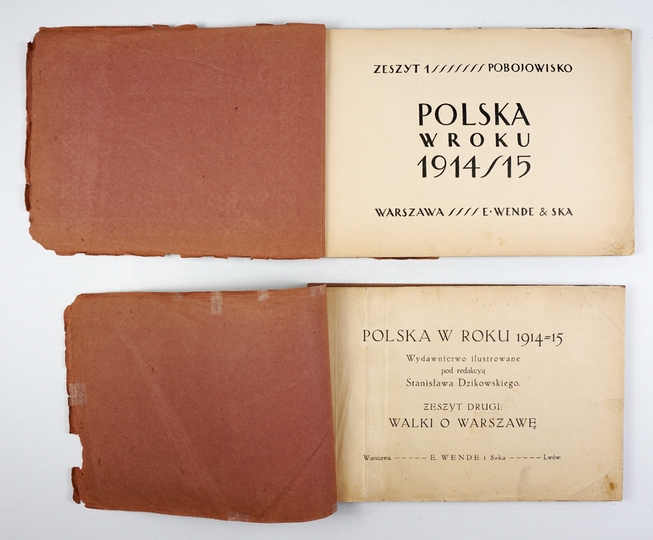 ZESZYT 1 /////// POBOJOWISKO
POLSKA
W ROKU
1914/15
WARSZAWA //// E·WENDE & SKA
POLSKA W ROKU 1914=15
Wydawnictwo ilustrowane
pod redakcyą
Stanisława Dzikowskiego.
ZESZYT DRUGI:
WALKI O WARSZAWĘ
Warszawa. ----- E. WENDE i S-ka ----- Lwów.